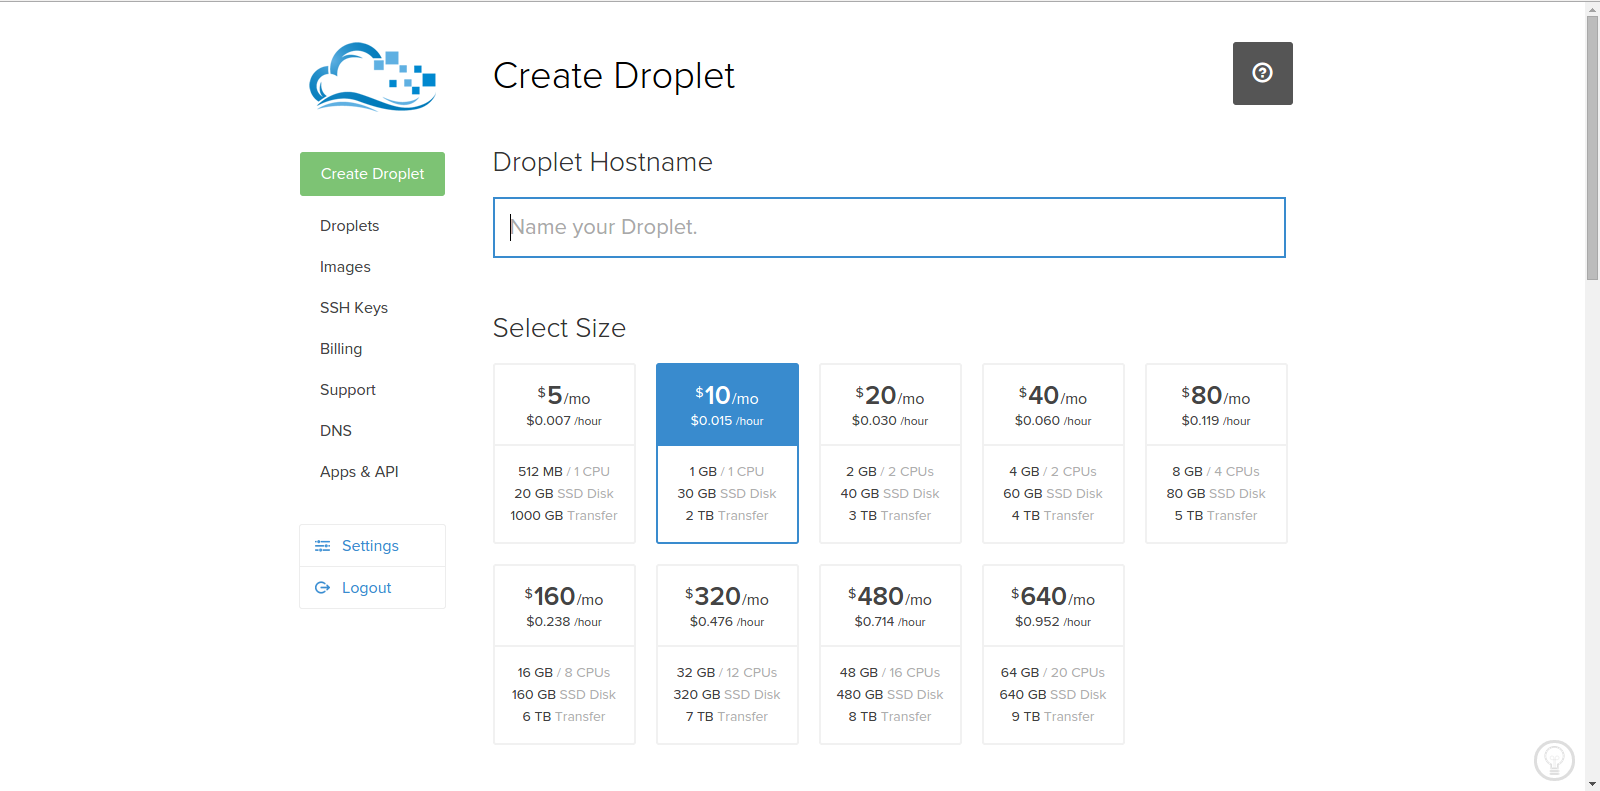 Create Droplet
Create Droplet
Droplets
Images
SSH Keys
Billing
Support
DNS
Apps & API
Settings
Logout
Droplet Hostname
Name your Droplet.
Select Size
$5/mo
$0.007 /hour
512 MB / 1 CPU
20 GB SSD Disk
1000 GB Transfer
$10/mo
$0.015 /hour
1 GB / 1 CPU
30 GB SSD Disk
2 TB Transfer
$20/mo
$0.030 /hour
2 GB / 2 CPUs
40 GB SSD Disk
3 TB Transfer
$40/mo
$0.060 /hour
4 GB / 2 CPUs
60 GB SSD Disk
4 TB Transfer
$80/mo
$0.119 /hour
8 GB / 4 CPUs
80 GB SSD Disk
5 TB Transfer
$160/mo
$0.238 /hour
16 GB / 8 CPUs
160 GB SSD Disk
6 TB Transfer
$320/mo
$0.476 /hour
32 GB / 12 CPUs
320 GB SSD Disk
7 TB Transfer
$480/mo
$0.714 /hour
48 GB / 16 CPUs
480 GB SSD Disk
8 TB Transfer
$640/mo
$0.952 /hour
64 GB / 20 CPUs
640 GB SSD Disk
9 TB Transfer